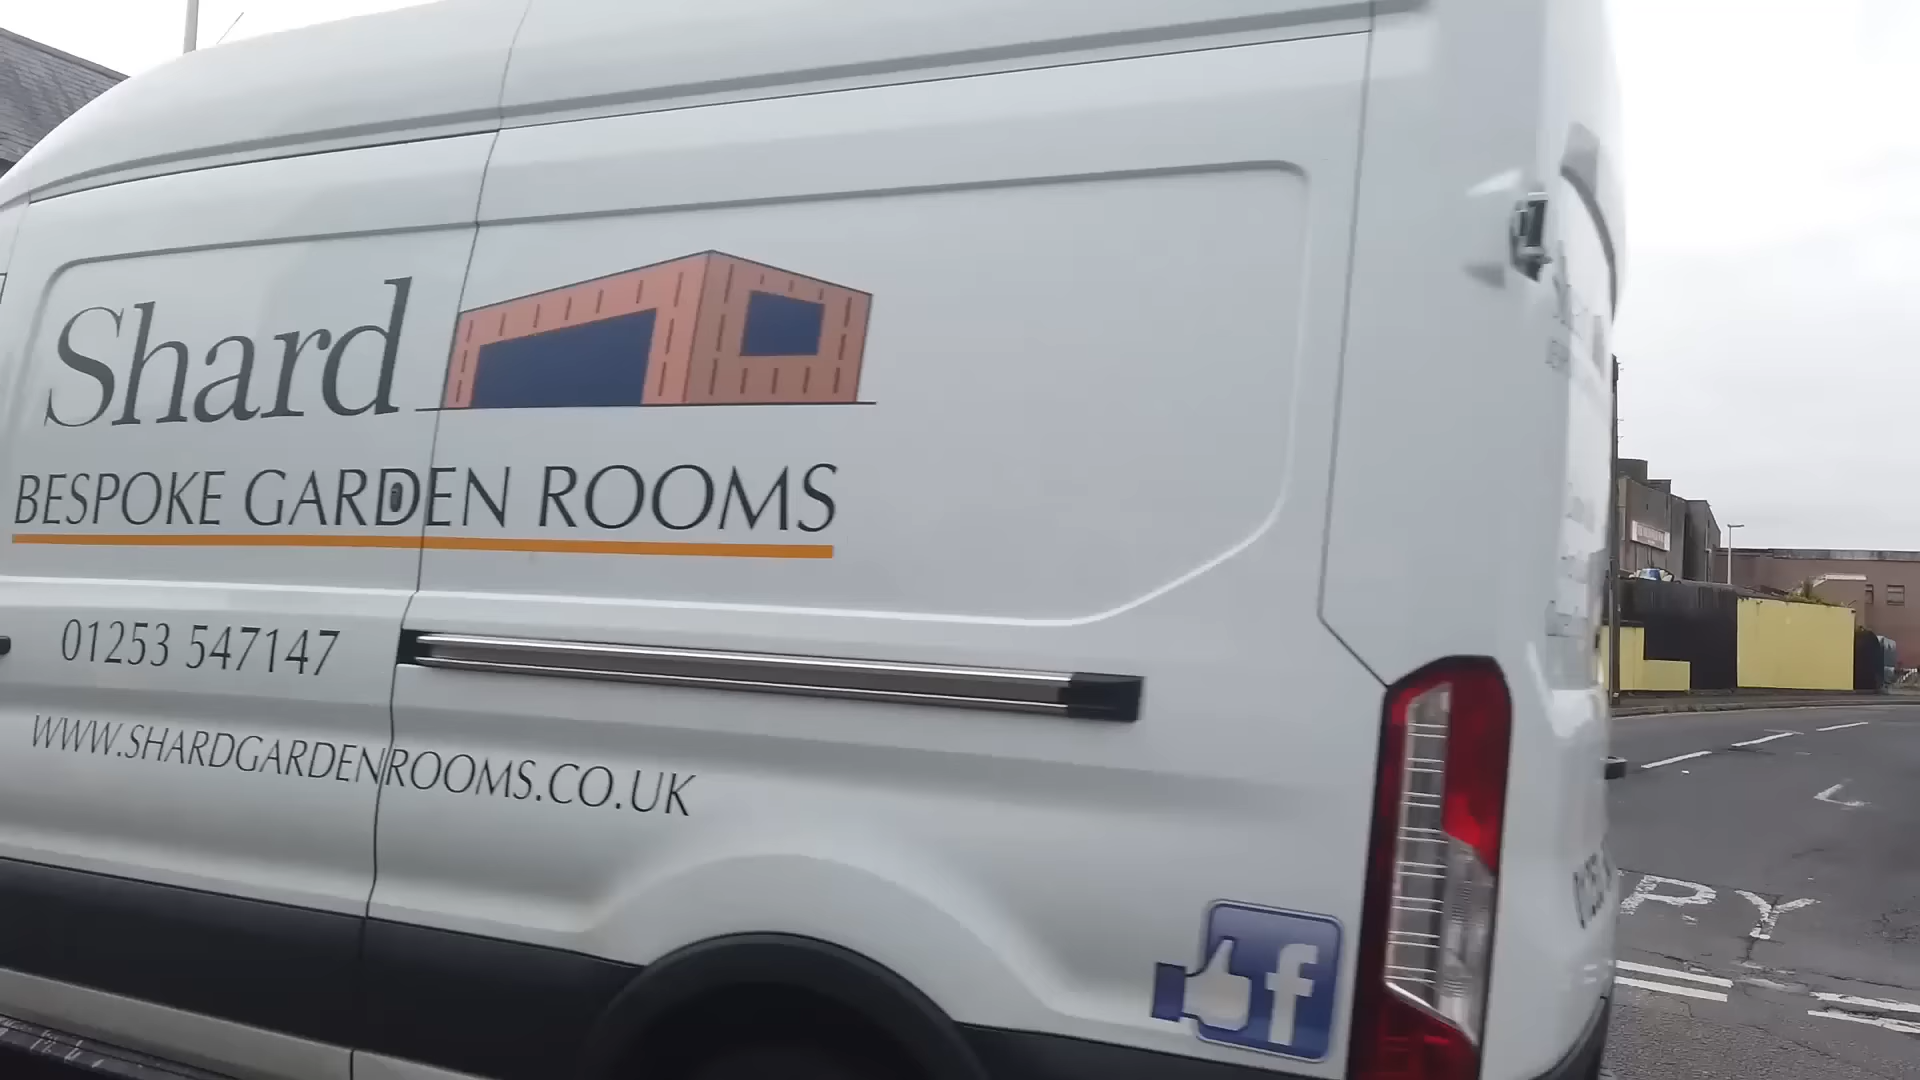 Shard
BESPOKE GARDEN ROOMS
01253 547147
WWW.SHARDGARDENROOMS.CO.UK
f